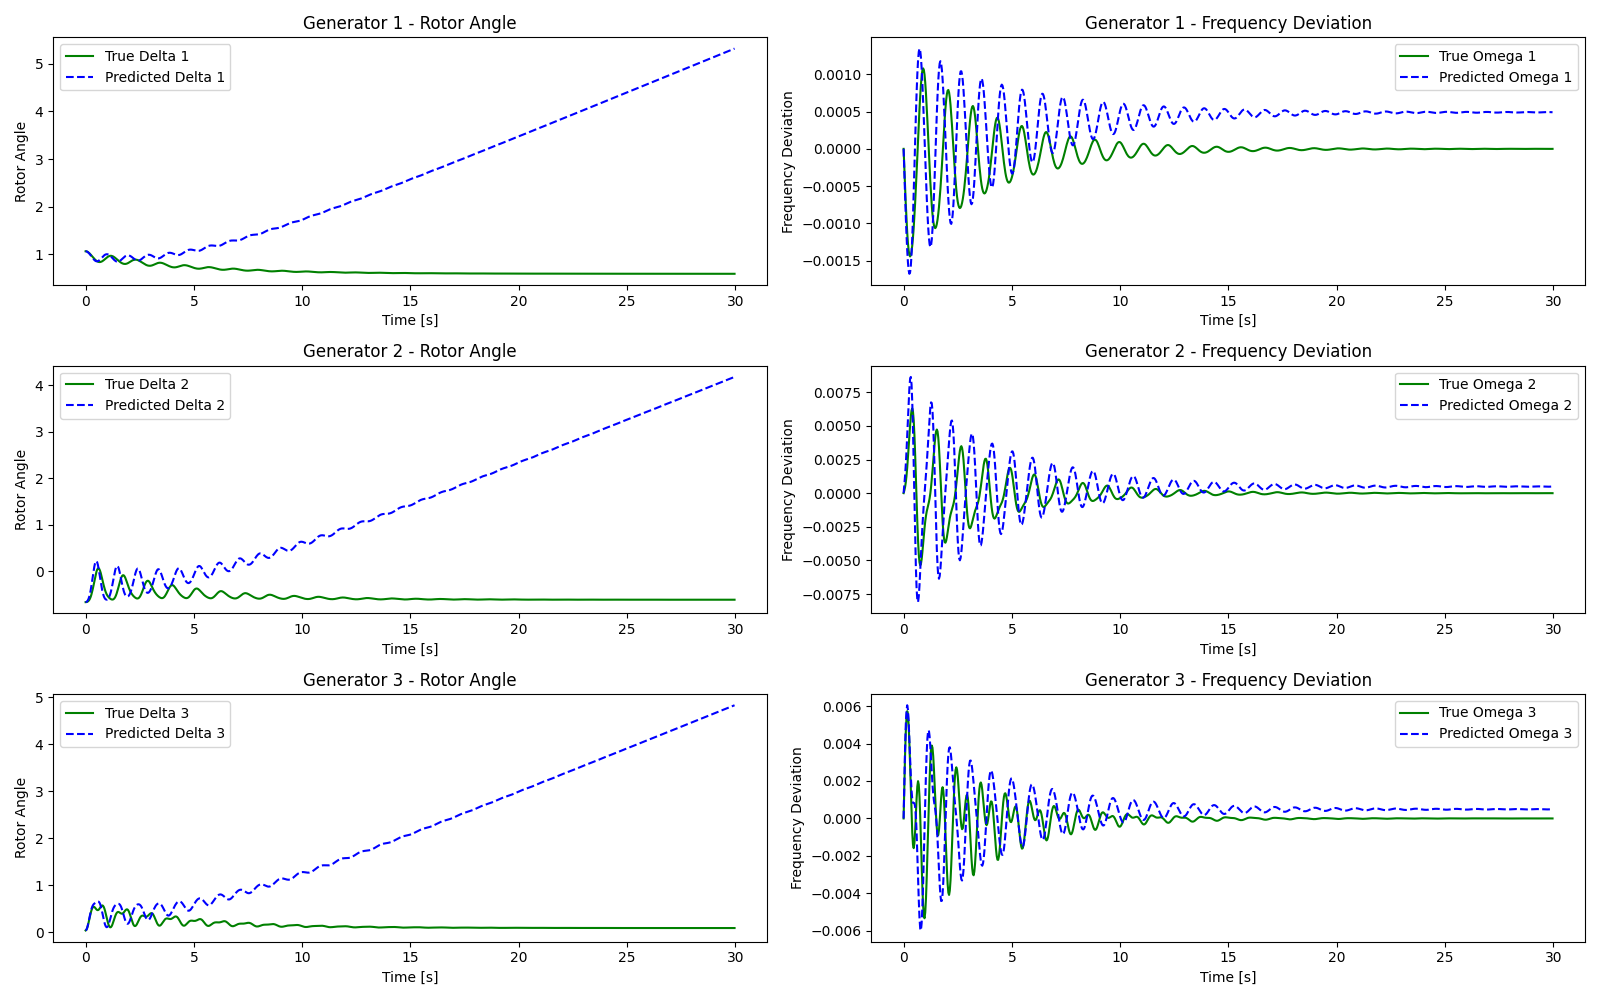 Generator 1 - Rotor Angle
True Delta 1
Predicted Delta 1
Rotor Angle
5
4
3
2
1
0 5 10 15 20 25 30
Time [s]
Generator 1 - Frequency Deviation
True Omega 1
Predicted Omega 1
Frequency Deviation
0.0010
0.0005
0.0000
−0.0005
−0.0010
−0.0015
0 5 10 15 20 25 30
Time [s]
Generator 2 - Rotor Angle
True Delta 2
Predicted Delta 2
Rotor Angle
4
3
2
1
0
0 5 10 15 20 25 30
Time [s]
Generator 2 - Frequency Deviation
True Omega 2
Predicted Omega 2
Frequency Deviation
0.0075
0.0050
0.0025
0.0000
−0.0025
−0.0050
−0.0075
0 5 10 15 20 25 30
Time [s]
Generator 3 - Rotor Angle
True Delta 3
Predicted Delta 3
Rotor Angle
5
4
3
2
1
0
0 5 10 15 20 25 30
Time [s]
Generator 3 - Frequency Deviation
True Omega 3
Predicted Omega 3
Frequency Deviation
0.006
0.004
0.002
0.000
−0.002
−0.004
−0.006
0 5 10 15 20 25 30
Time [s]